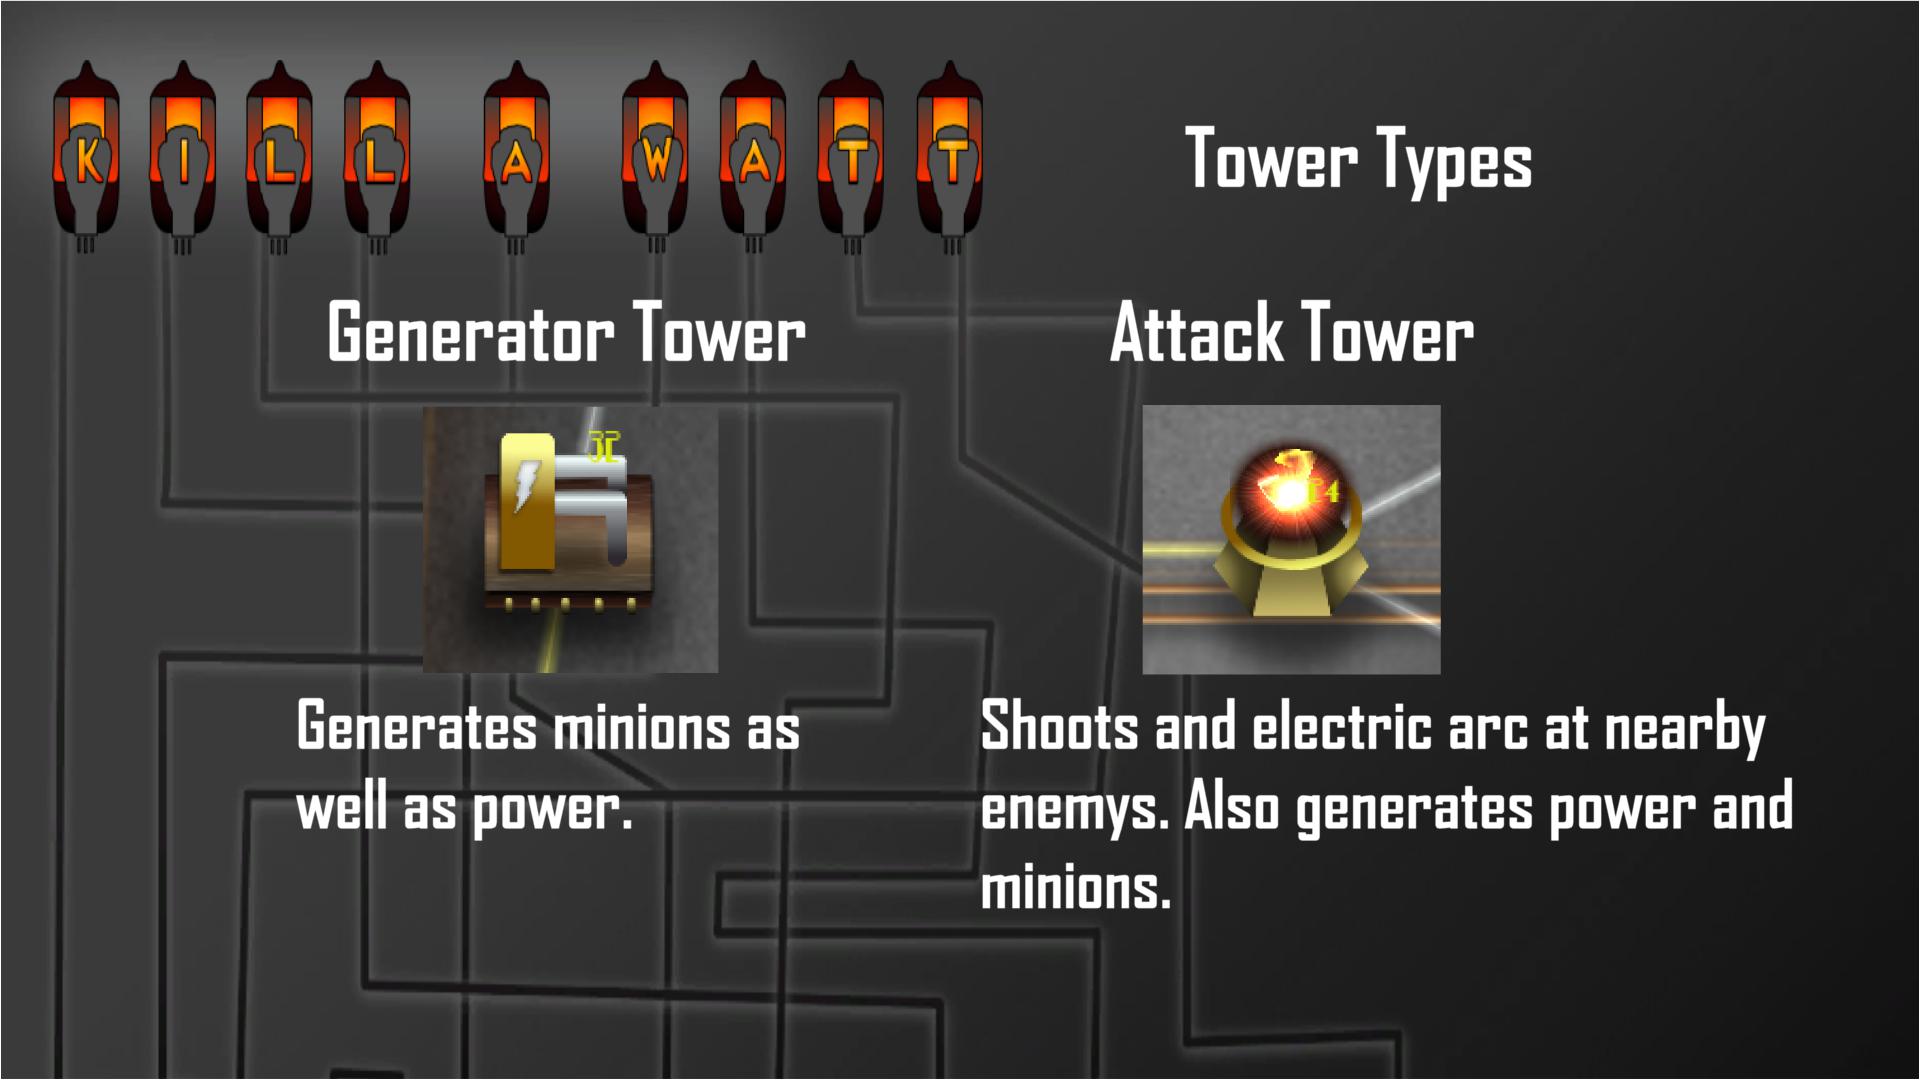 KILL A WATT
Tower Types
Generator Tower
Attack Tower
32
Generates minions as
well as power.
Shoots and electric arc at nearby
enemys. Also generates power and
minions.